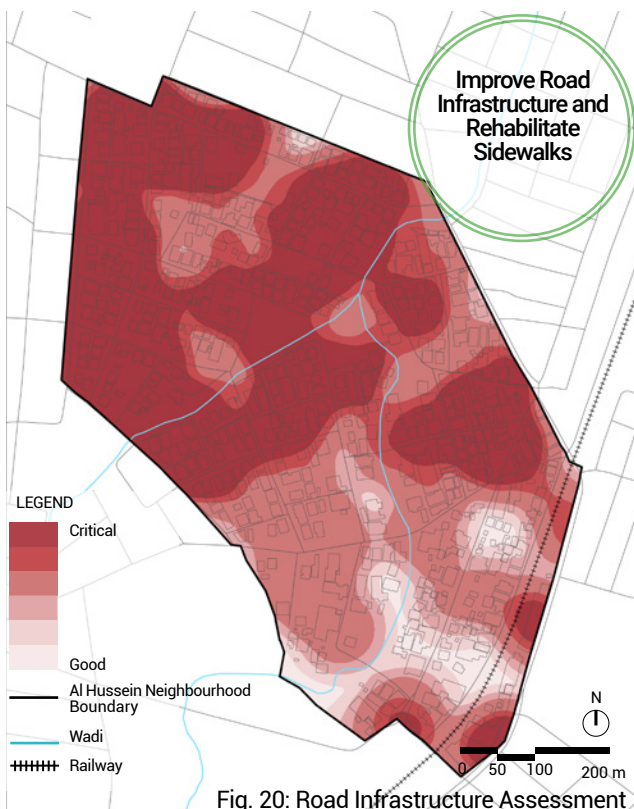 Improve Road
Infrastructure and
Rehabilitate
Sidewalks
LEGEND
Critical
Good
Al Hussein Neighbourhood
Boundary
Wadi
Railway
N
0 50 100 200 m
Fig. 20: Road Infrastructure Assessment